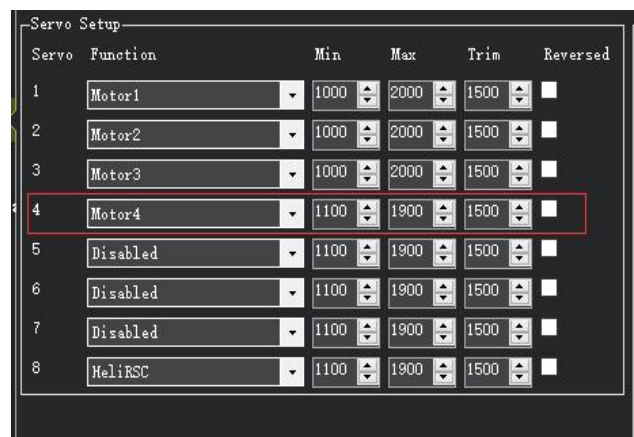 Servo Setup
Servo Function Min Max Trim Reversed
1 Motor1 1000 2000 1500
2 Motor2 1000 2000 1500
3 Motor3 1000 2000 1500
4 Motor4 1100 1900 1500
5 Disabled 1100 1900 1500
6 Disabled 1100 1900 1500
7 Disabled 1100 1900 1500
8 HeliRSC 1100 1900 1500